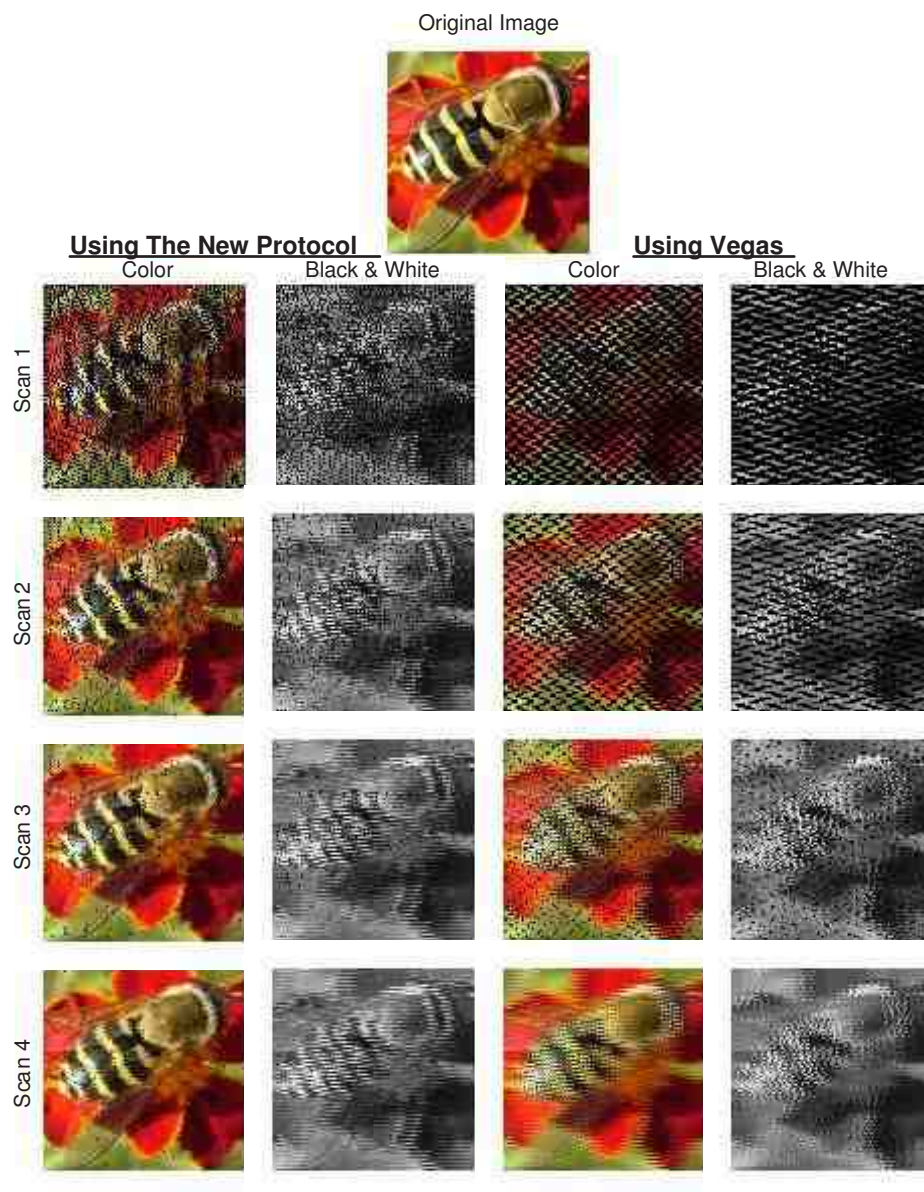 Original Image
Using The New Protocol
Using Vegas
Color
Black & White
Color
Black & White
Scan 1
Scan 2
Scan 3
Scan 4